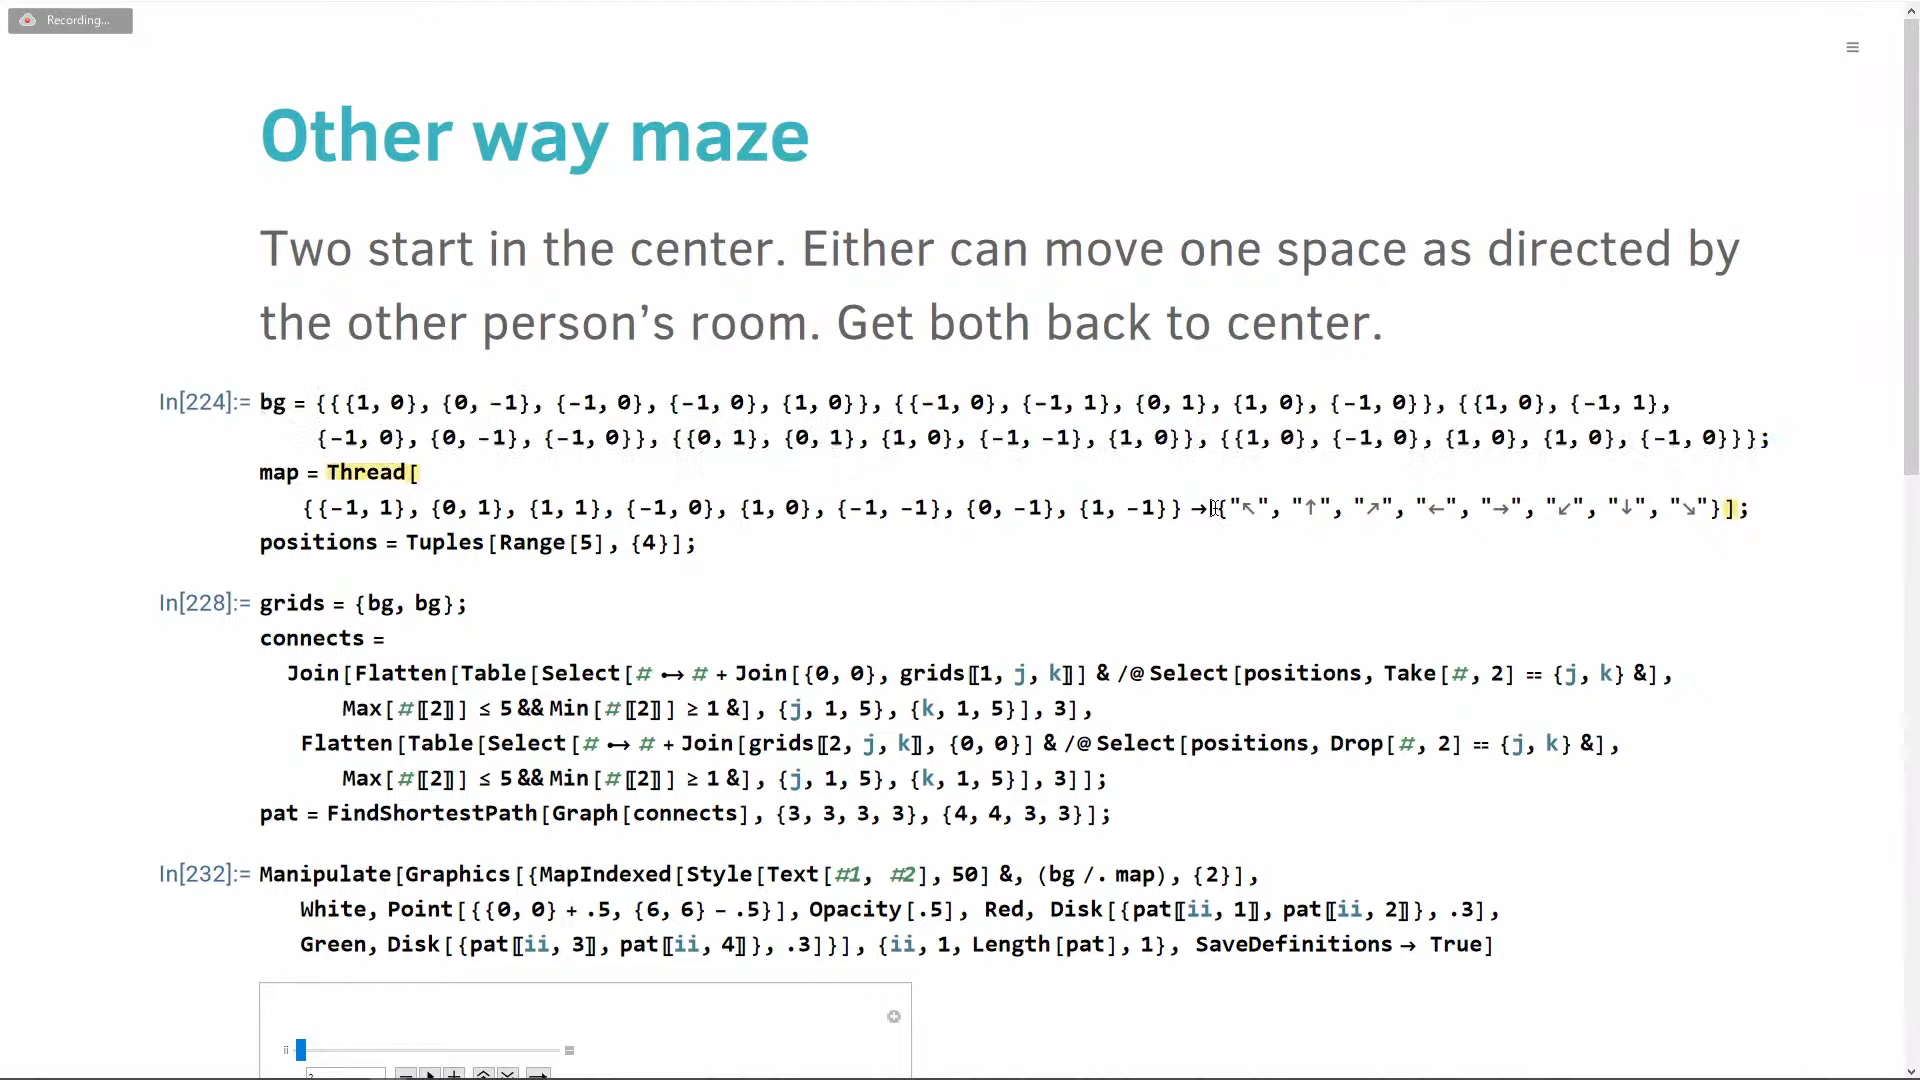 Recording...
Other way maze
Two start in the center. Either can move one space as directed by
the other person’s room. Get both back to center.
In[224]:= bg = {{{1, 0}, {0, -1}, {-1, 0}, {-1, 0}, {1, 0}}, {{-1, 0}, {-1, 1}, {0, 1}, {1, 0}, {-1, 0}}, {{1, 0}, {-1, 1},
{-1, 0}, {0, -1}, {-1, 0}}, {{0, 1}, {0, 1}, {1, 0}, {-1, -1}, {1, 0}}, {{1, 0}, {-1, 0}, {1, 0}, {1, 0}, {-1, 0}}};
map = Thread[
{{-1, 1}, {0, 1}, {1, 1}, {-1, 0}, {1, 0}, {-1, -1}, {0, -1}, {1, -1}} → {"↖", "↑", "↗", "←", "→", "↙", "↓", "↘"}];
positions = Tuples[Range[5], {4}];
In[228]:= grids = {bg, bg};
connects =
Join[Flatten[Table[Select[# ↦ # + Join[{0, 0}, grids〚1, j, k〛] & /@ Select[positions, Take[#, 2] == {j, k} &],
Max[#〚2〛] ≤ 5 && Min[#〚2〛] ≥ 1 &], {j, 1, 5}, {k, 1, 5}], 3],
Flatten[Table[Select[# ↦ # + Join[grids〚2, j, k〛, {0, 0}] & /@ Select[positions, Drop[#, 2] == {j, k} &],
Max[#〚2〛] ≤ 5 && Min[#〚2〛] ≥ 1 &], {j, 1, 5}, {k, 1, 5}], 3]];
pat = FindShortestPath[Graph[connects], {3, 3, 3, 3}, {4, 4, 3, 3}];
In[232]:= Manipulate[Graphics[{MapIndexed[Style[Text[#1, #2], 50] &, (bg /. map), {2}],
White, Point[{{0, 0} + .5, {6, 6} - .5}], Opacity[.5], Red, Disk[{pat〚ii, 1〛, pat〚ii, 2〛}, .3],
Green, Disk[{pat〚ii, 3〛, pat〚ii, 4〛}, .3]}], {ii, 1, Length[pat], 1}, SaveDefinitions → True]
ii